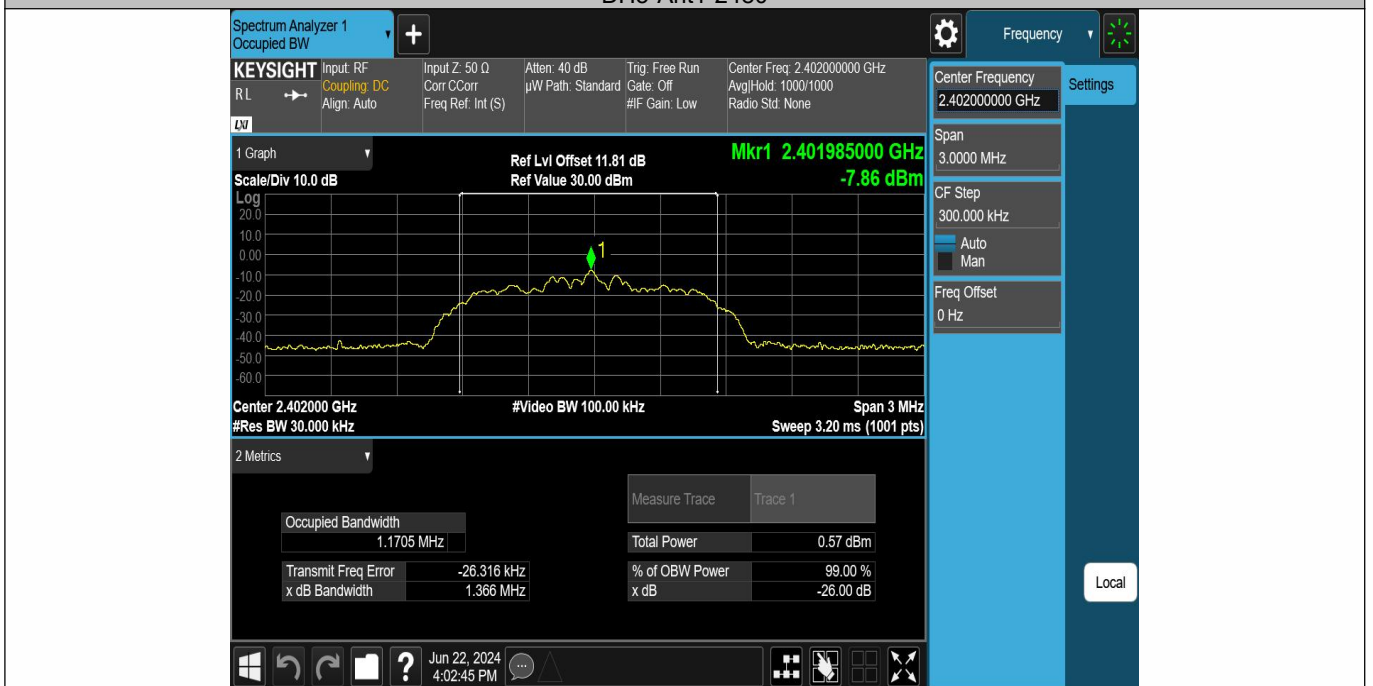 Spectrum Analyzer 1
Occupied BW
Frequency
KEYSIGHT
R L
LXI
Input: RF
Coupling: DC
Align: Auto
Input Z: 50 Ω
Corr CCorr
Freq Ref: Int (S)
Atten: 40 dB
µW Path: Standard
Trig: Free Run
Gate: Off
#IF Gain: Low
Center Freq: 2.402000000 GHz
Avg|Hold: 1000/1000
Radio Std: None
Center Frequency
2.402000000 GHz
Settings
Span
3.0000 MHz
CF Step
300.000 kHz
Auto
Man
Freq Offset
0 Hz
Local
1 Graph
Scale/Div 10.0 dB
Ref Lvl Offset 11.81 dB
Ref Value 30.00 dBm
Mkr1 2.401985000 GHz
-7.86 dBm
Log
20.0
10.0
0.00
-10.0
-20.0
-30.0
-40.0
-50.0
-60.0
1
Center 2.402000 GHz
#Res BW 30.000 kHz
#Video BW 100.00 kHz
Span 3 MHz
Sweep 3.20 ms (1001 pts)
2 Metrics
Measure Trace Trace 1
Occupied Bandwidth
1.1705 MHz
Total Power 0.57 dBm
Transmit Freq Error -26.316 kHz
% of OBW Power 99.00 %
x dB Bandwidth 1.366 MHz
x dB -26.00 dB
?
Jun 22, 2024
4:02:45 PM